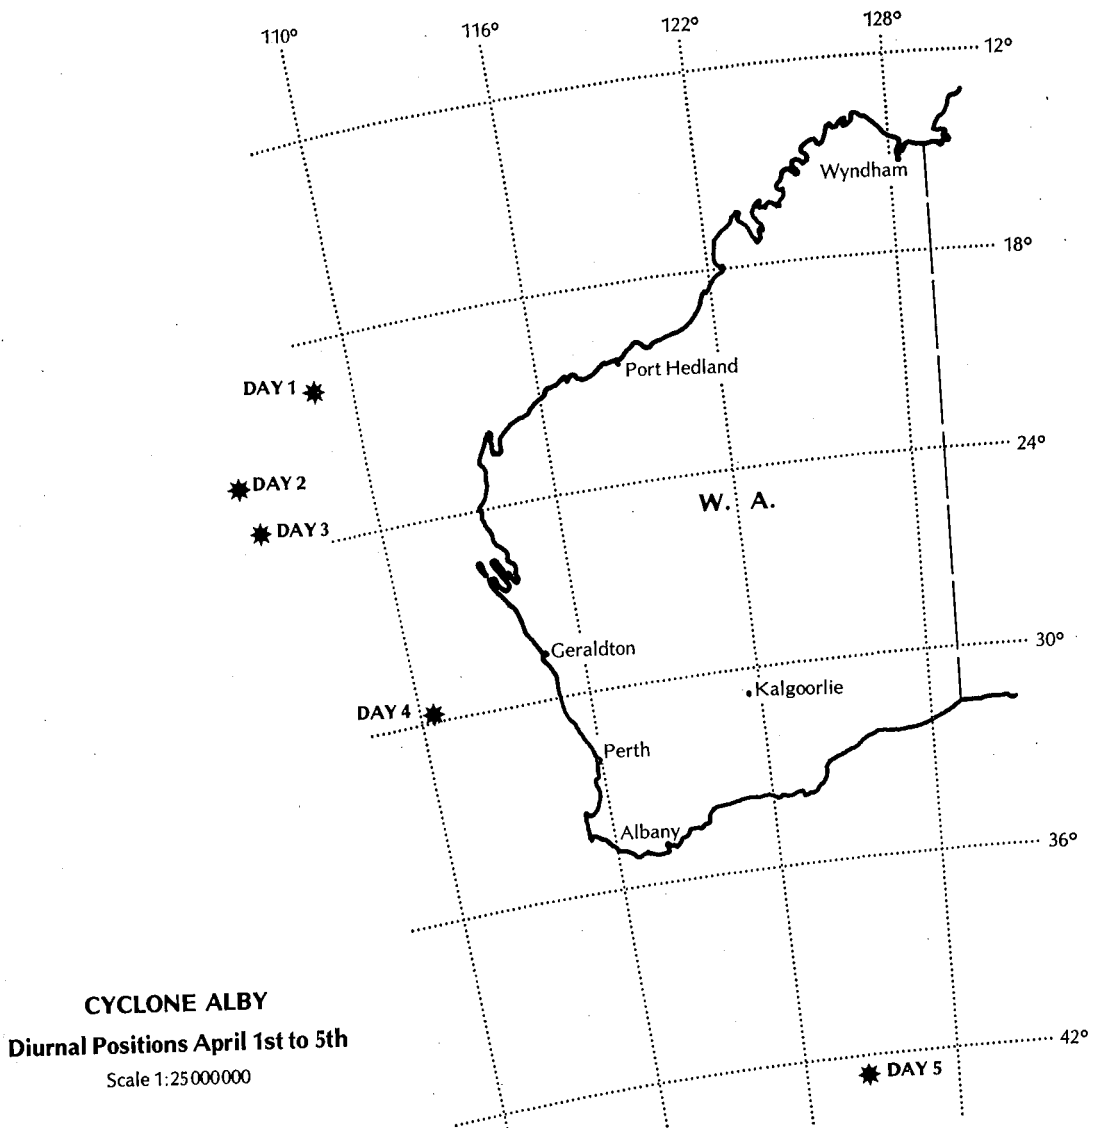 110° 116° 122° 128°
12°
Wyndham
18°
Port Hedland
DAY 1
24°
DAY 2
W. A.
DAY 3
30°
Geraldton
Kalgoorlie
DAY 4
Perth
Albany
36°
CYCLONE ALBY
Diurnal Positions April 1st to 5th
Scale 1:25000000
42°
DAY 5